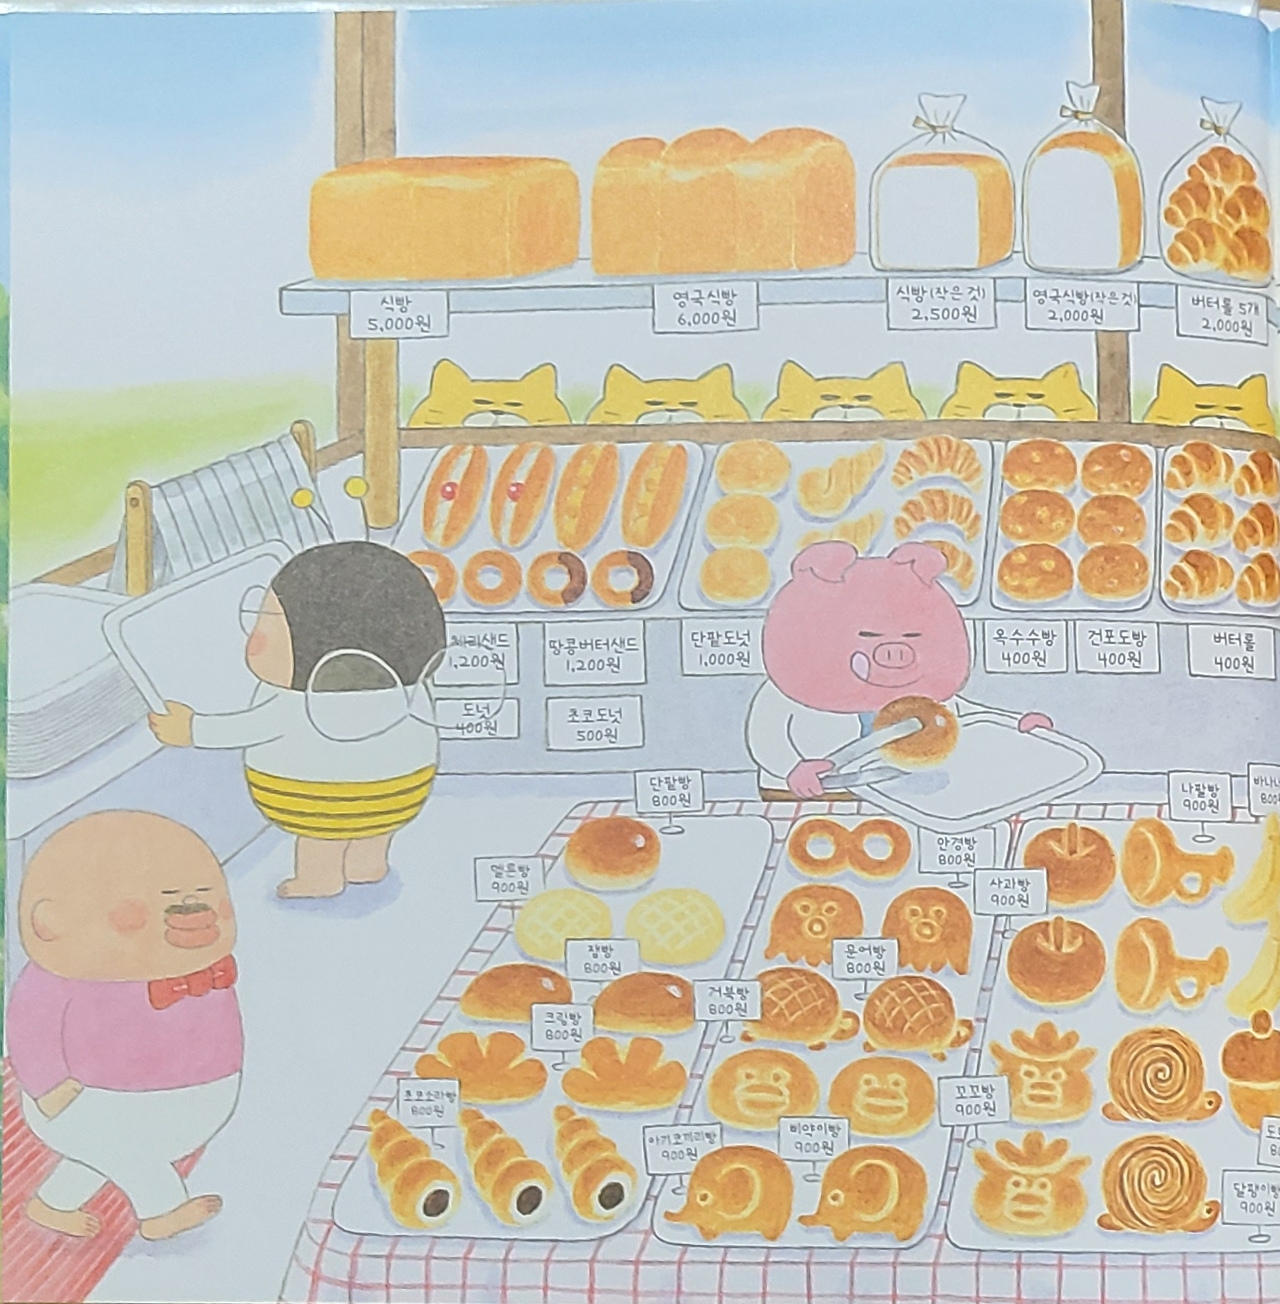 식빵
5,000원
영국식빵
6,000원
식빵(작은것)
2,500원
영국식빵(작은것)
2,000원
버터롤 5개
2,000원
체리샌드
1,200원
땅콩버터샌드
1,200원
단팥도넛
1,000원
옥수수빵
400원
건포도빵
400원
버터롤
400원
도넛
400원
초코도넛
500원
단팥빵
800원
나팔빵
900원
바나나
800
안경빵
800원
멜론빵
900원
사과빵
900원
잼빵
800원
문어빵
800원
거북빵
800원
크림빵
800원
초코소라빵
800원
꼬꼬빵
900원
아기코끼리빵
900원
삐약이빵
900원
달팽이빵
900원